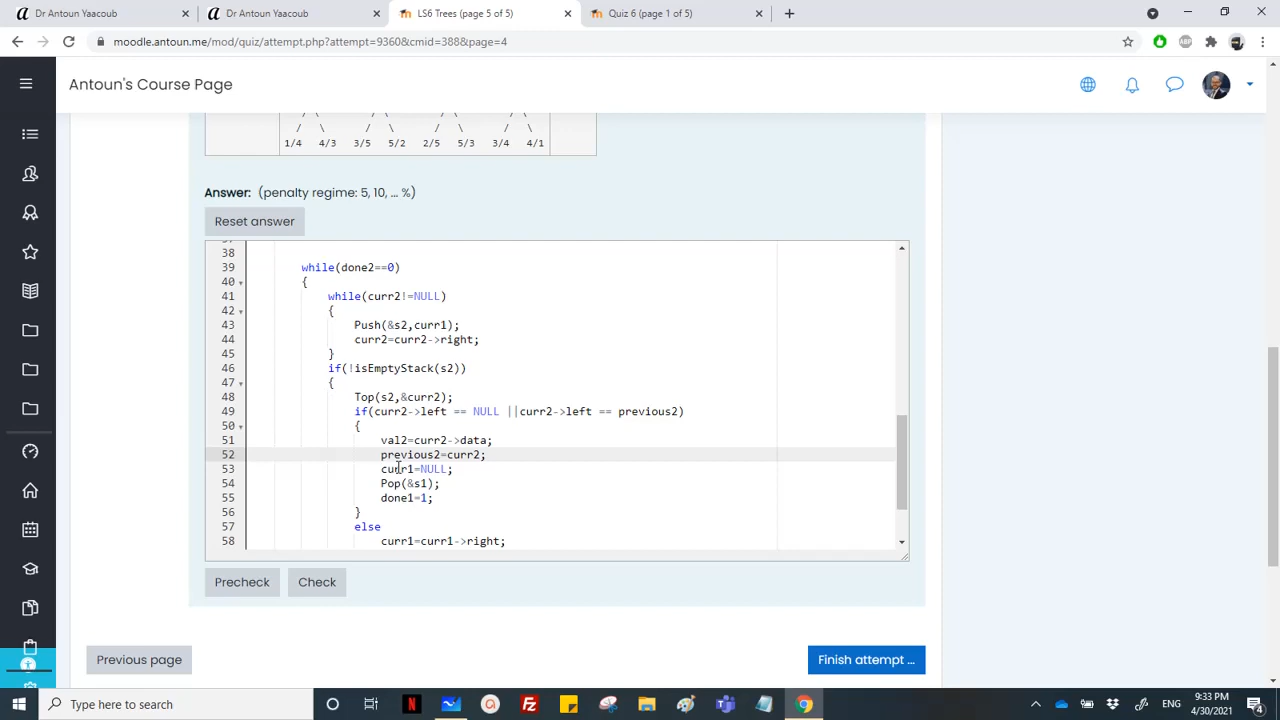 Dr Antoun Yaacoub
Dr Antoun Yaacoub
LS6 Trees (page 5 of 5)
Quiz 6 (page 1 of 5)
moodle.antoun.me/mod/quiz/attempt.php?attempt=9360&cmid=388&page=4
ABP
Antoun's Course Page
/ \ / \ / \ / \
1/4 4/3 3/5 5/2 2/5 5/3 3/4 4/1
Answer: (penalty regime: 5, 10, ... %)
Reset answer
37
38
39 while(done2==0)
40 {
41 while(curr2!=NULL)
42 {
43 Push(&s2,curr1);
44 curr2=curr2->right;
45 }
46 if(!isEmptyStack(s2))
47 {
48 Top(s2,&curr2);
49 if(curr2->left == NULL ||curr2->left == previous2)
50 {
51 val2=curr2->data;
52 previous2=curr2;
53 curr1=NULL;
54 Pop(&s1);
55 done1=1;
56 }
57 else
58 curr1=curr1->right;
Precheck
Check
Previous page
Finish attempt ...
Type here to search
ENG
9:33 PM
4/30/2021
4